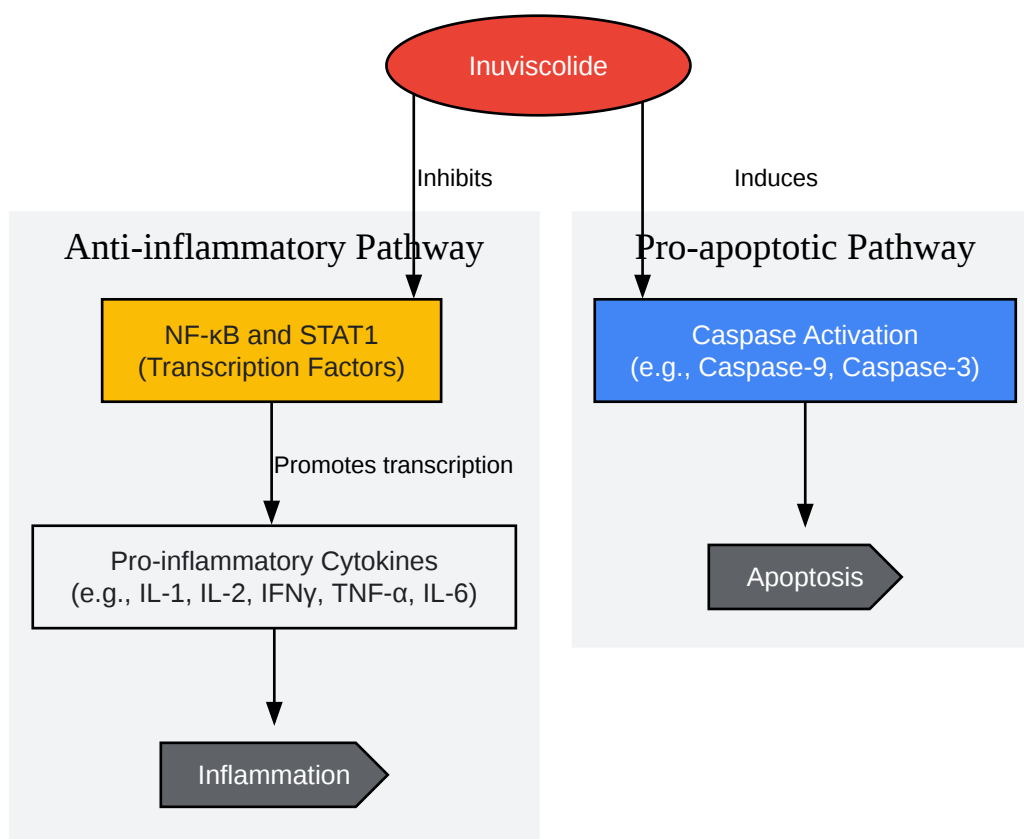 Inuviscolide
Inhibits
Induces
Anti-inflammatory Pathway
Pro-apoptotic Pathway
NF-κB and STAT1
(Transcription Factors)
Caspase Activation
(e.g., Caspase-9, Caspase-3)
Promotes transcription
Pro-inflammatory Cytokines
(e.g., IL-1, IL-2, IFNγ, TNF-α, IL-6)
Apoptosis
Inflammation